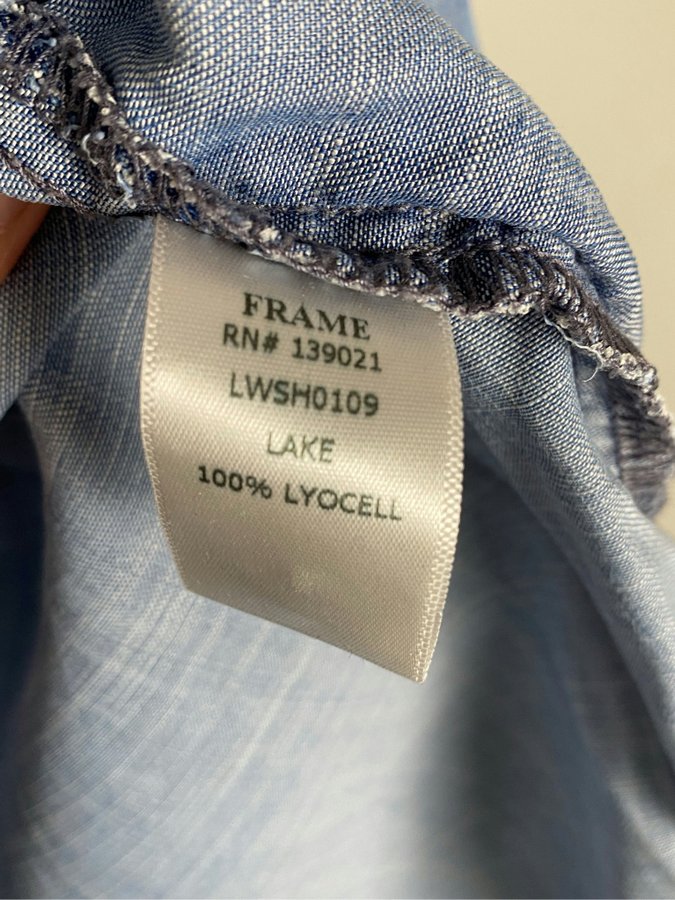 FRAME
RN# 139021
LWSH0109
LAKE
100% LYOCELL